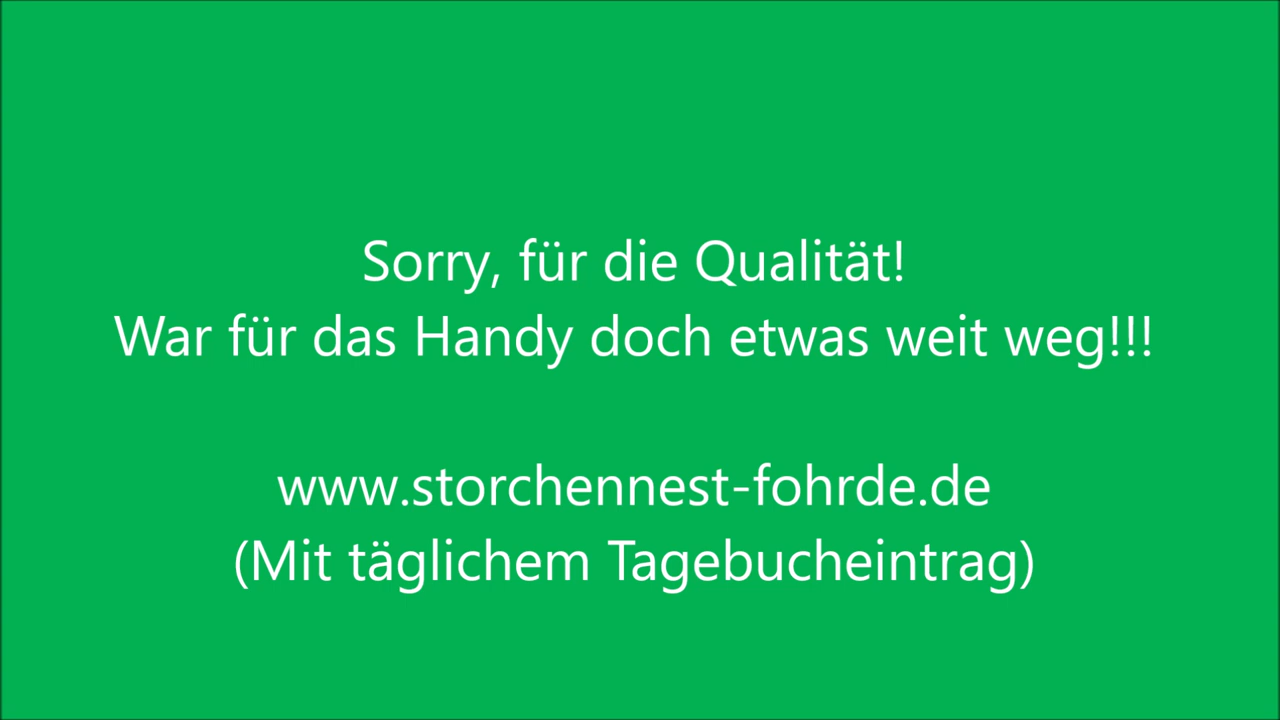 Sorry, für die Qualität!
War für das Handy doch etwas weit weg!!!
www.storchennest-fohrde.de
(Mit täglichem Tagebucheintrag)